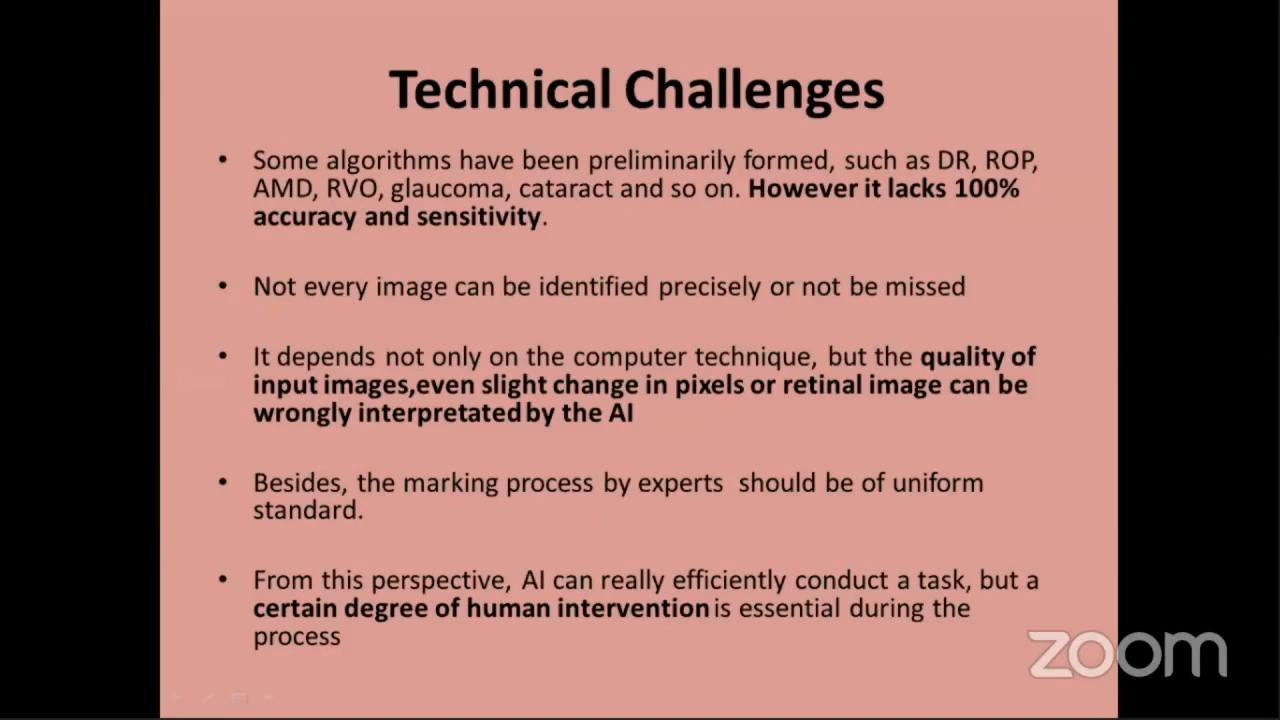 Technical Challenges
• Some algorithms have been preliminarily formed, such as DR, ROP,
AMD, RVO, glaucoma, cataract and so on. However it lacks 100%
accuracy and sensitivity.
• Not every image can be identified precisely or not be missed
• It depends not only on the computer technique, but the quality of
input images,even slight change in pixels or retinal image can be
wrongly interpretated by the AI
• Besides, the marking process by experts should be of uniform
standard.
• From this perspective, AI can really efficiently conduct a task, but a
certain degree of human intervention is essential during the
process
zoom